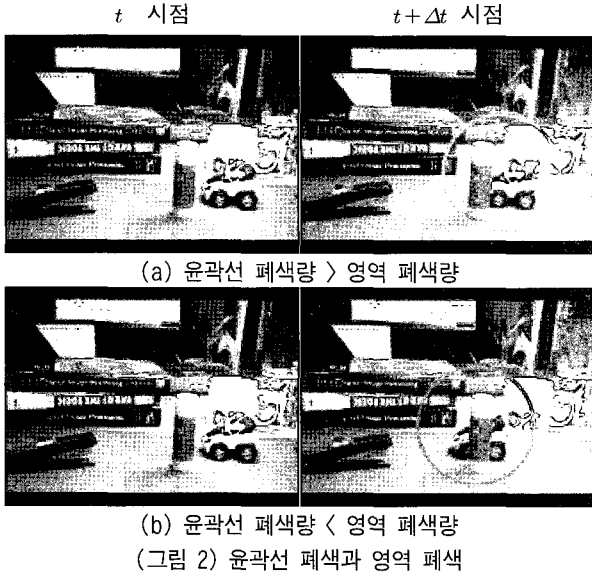 t 시점 t+Δt 시점
(a) 윤곽선 폐색량 > 영역 폐색량
(b) 윤곽선 폐색량 < 영역 폐색량
(그림 2) 윤곽선 폐색과 영역 폐색